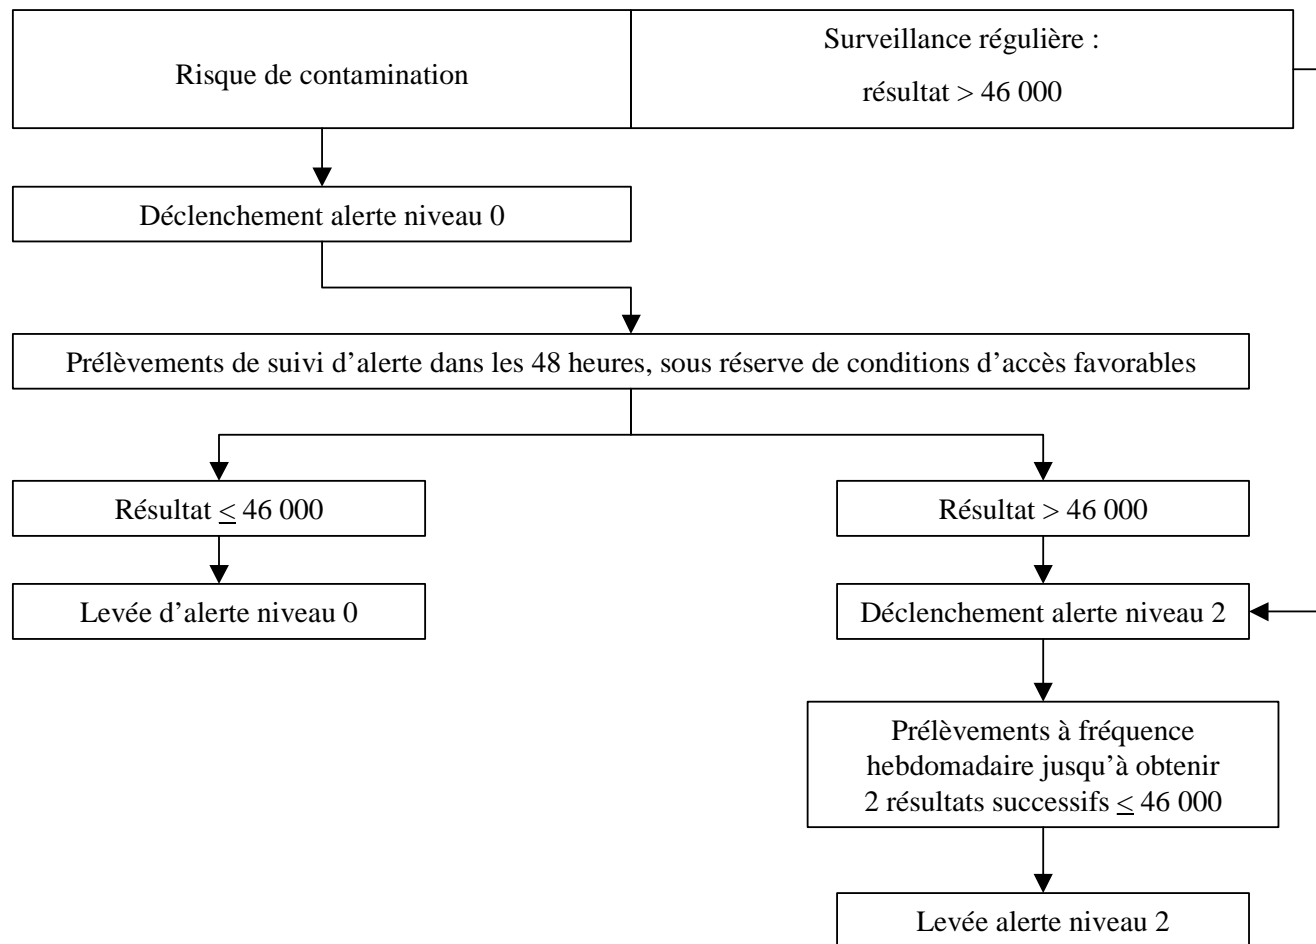 Risque de contamination
Surveillance régulière :
résultat > 46 000
Déclenchement alerte niveau 0
Prélèvements de suivi d’alerte dans les 48 heures, sous réserve de conditions d’accès favorables
Résultat ≤ 46 000
Résultat > 46 000
Levée d’alerte niveau 0
Déclenchement alerte niveau 2
Prélèvements à fréquence
hebdomadaire jusqu’à obtenir
2 résultats successifs ≤ 46 000
Levée alerte niveau 2